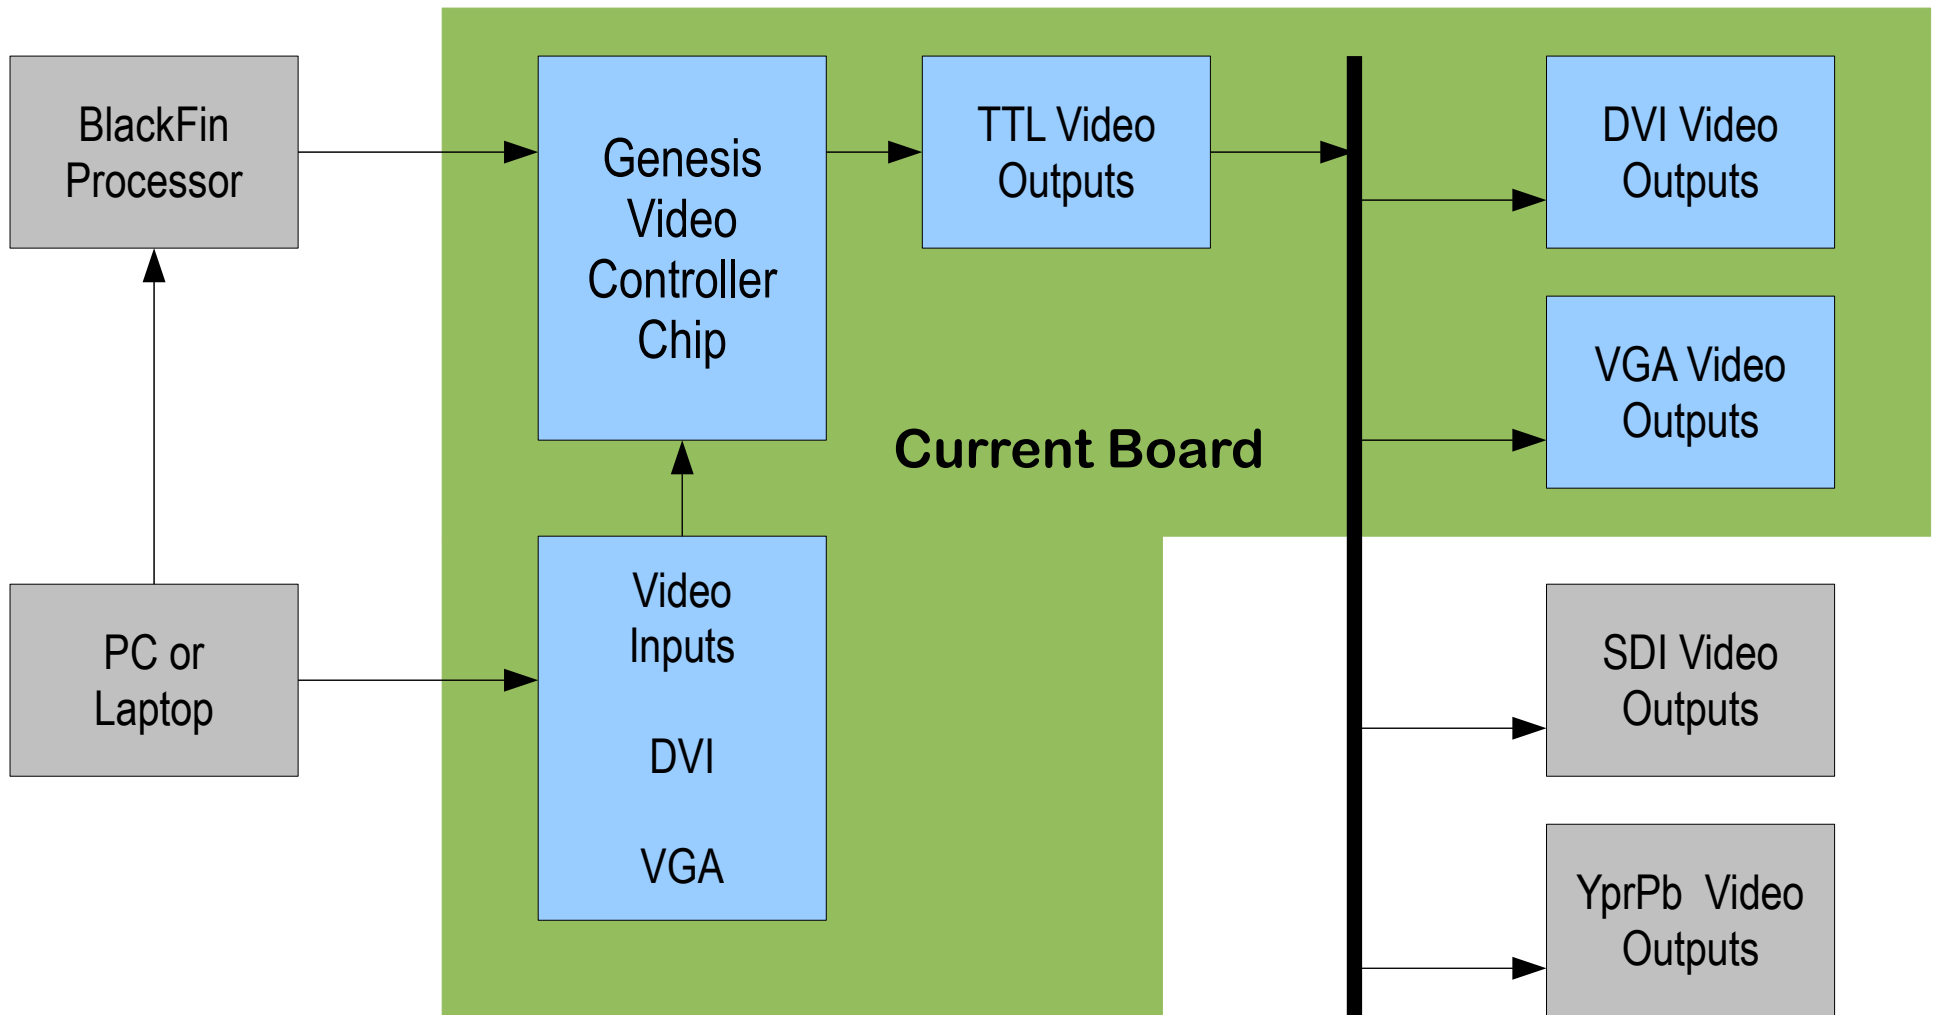 BlackFin
Processor
Genesis
Video
Controller
Chip
TTL Video
Outputs
DVI Video
Outputs
VGA Video
Outputs
Current Board
PC or
Laptop
Video
Inputs
DVI
VGA
SDI Video
Outputs
YprPb  Video
Outputs